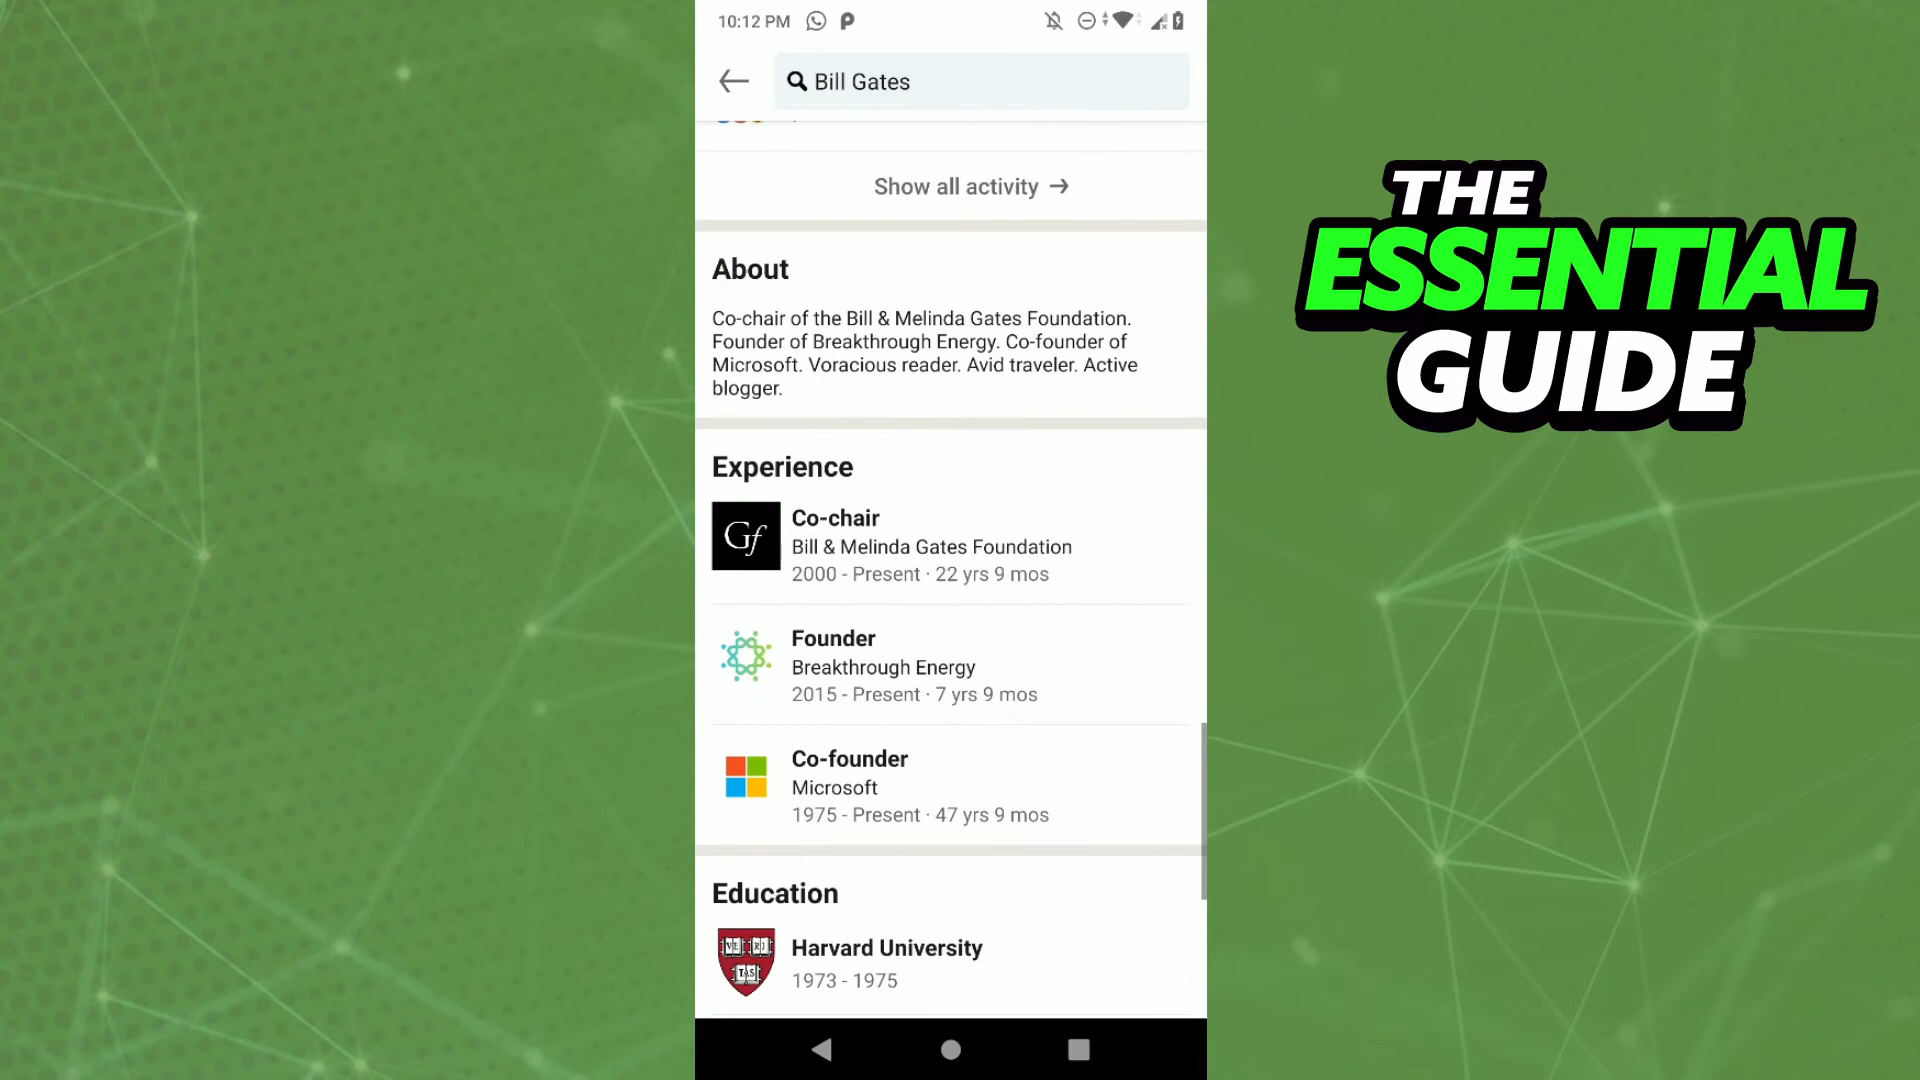 10:12 PM
Bill Gates
Show all activity →
About
Co-chair of the Bill & Melinda Gates Foundation.
Founder of Breakthrough Energy. Co-founder of
Microsoft. Voracious reader. Avid traveler. Active
blogger.
Experience
Gf
Co-chair
Bill & Melinda Gates Foundation
2000 - Present · 22 yrs 9 mos
Founder
Breakthrough Energy
2015 - Present · 7 yrs 9 mos
Co-founder
Microsoft
1975 - Present · 47 yrs 9 mos
Education
VE RI
TAS
Harvard University
1973 - 1975
THE
ESSENTIAL
GUIDE